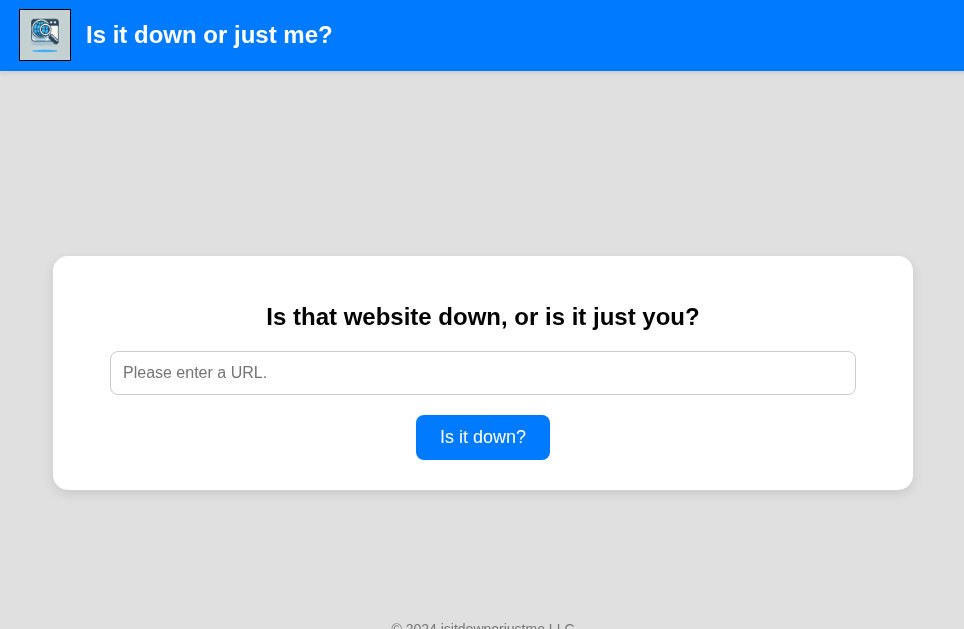 Is it down or just me?
Is that website down, or is it just you?
Please enter a URL.
Is it down?
© 2024 isitdownorjustme LLC